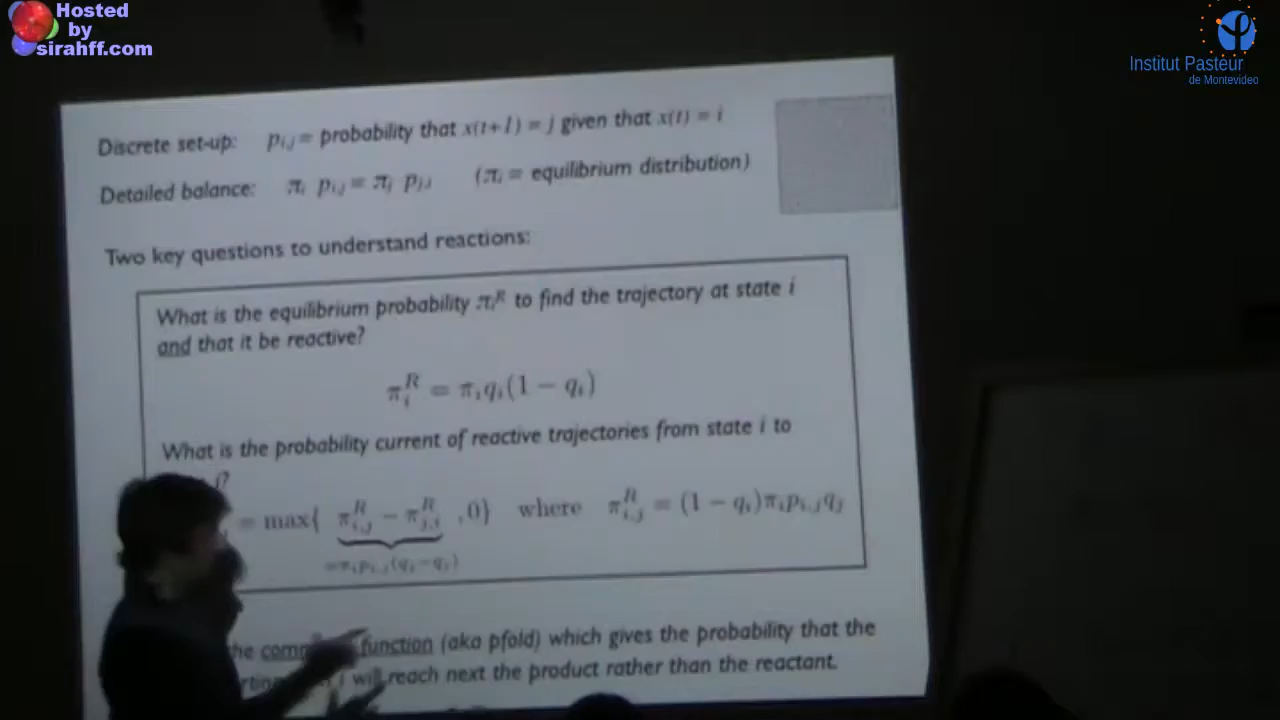 Hosted
by
sirahff.com
Institut Pasteur
de Montevideo
Discrete set-up: p_{i,j} = probability that x(t+1) = j given that x(t) = i
Detailed balance: π_i p_{i,j} = π_j p_{j,i} (π_i = equilibrium distribution)
Two key questions to understand reactions:
What is the equilibrium probability π_i^R to find the trajectory at state i
and that it be reactive?
π_i^R = π_i q_i (1 − q_i)
What is the probability current of reactive trajectories from state i to
?
= max{ π_{i,j}^R − π_{j,i}^R , 0} where π_{i,j}^R = (1 − q_i)π_i p_{i,j} q_j
=π_i p_{i,j}(q_j−q_i)
function (aka pfold) which gives the probability that the
i will reach next the product rather than the reactant.